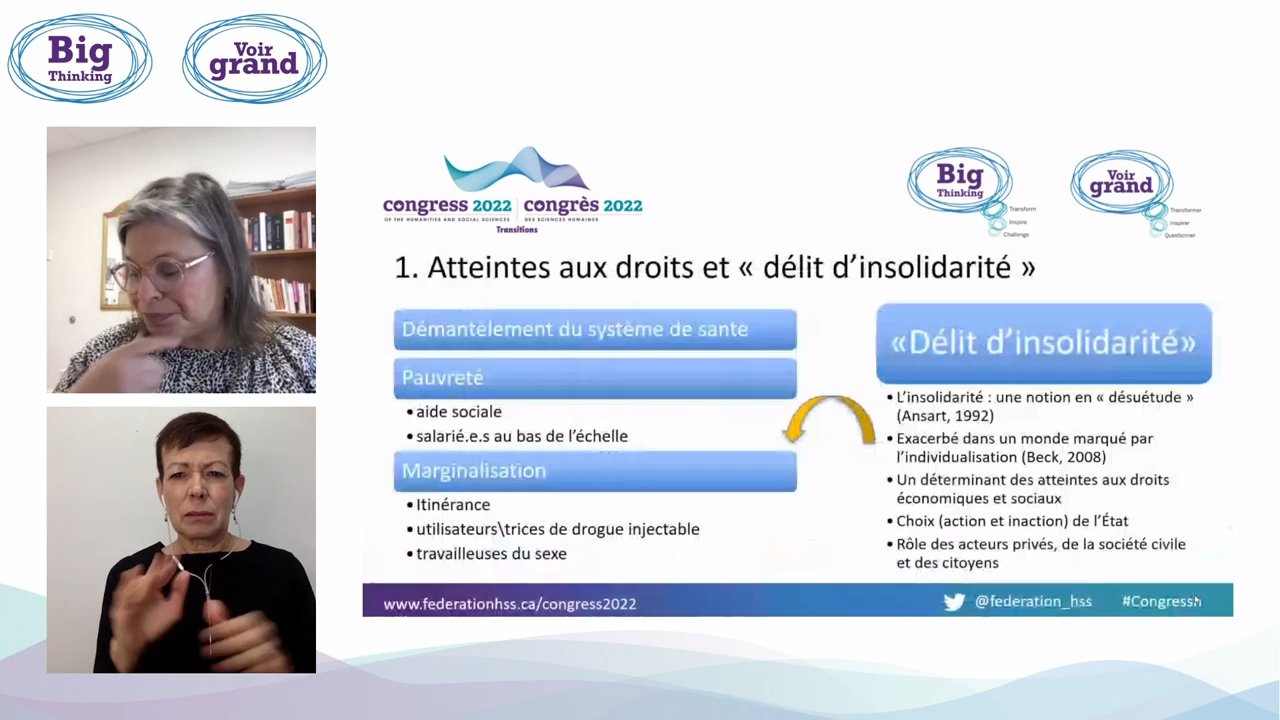 Big
Thinking
Voir
grand
congress 2022 | congrès 2022
OF THE HUMANITIES AND SOCIAL SCIENCES | DES SCIENCES HUMAINES
Transitions
Big
Thinking
Transform
Inspire
Challenge
Voir
grand
Transformer
Inspirer
Questionner
1. Atteintes aux droits et « délit d’insolidarité »
Démantèlement du système de santé
Pauvreté
• aide sociale
• salarié.e.s au bas de l’échelle
Marginalisation
• Itinérance
• utilisateurs\trices de drogue injectable
• travailleuses du sexe
«Délit d’insolidarité»
• L’insolidarité : une notion en « désuétude »
(Ansart, 1992)
• Exacerbé dans un monde marqué par
l’individualisation (Beck, 2008)
• Un déterminant des atteintes aux droits
économiques et sociaux
• Choix (action et inaction) de l’État
• Rôle des acteurs privés, de la société civile
et des citoyens
www.federationhss.ca/congress2022
@federation_hss